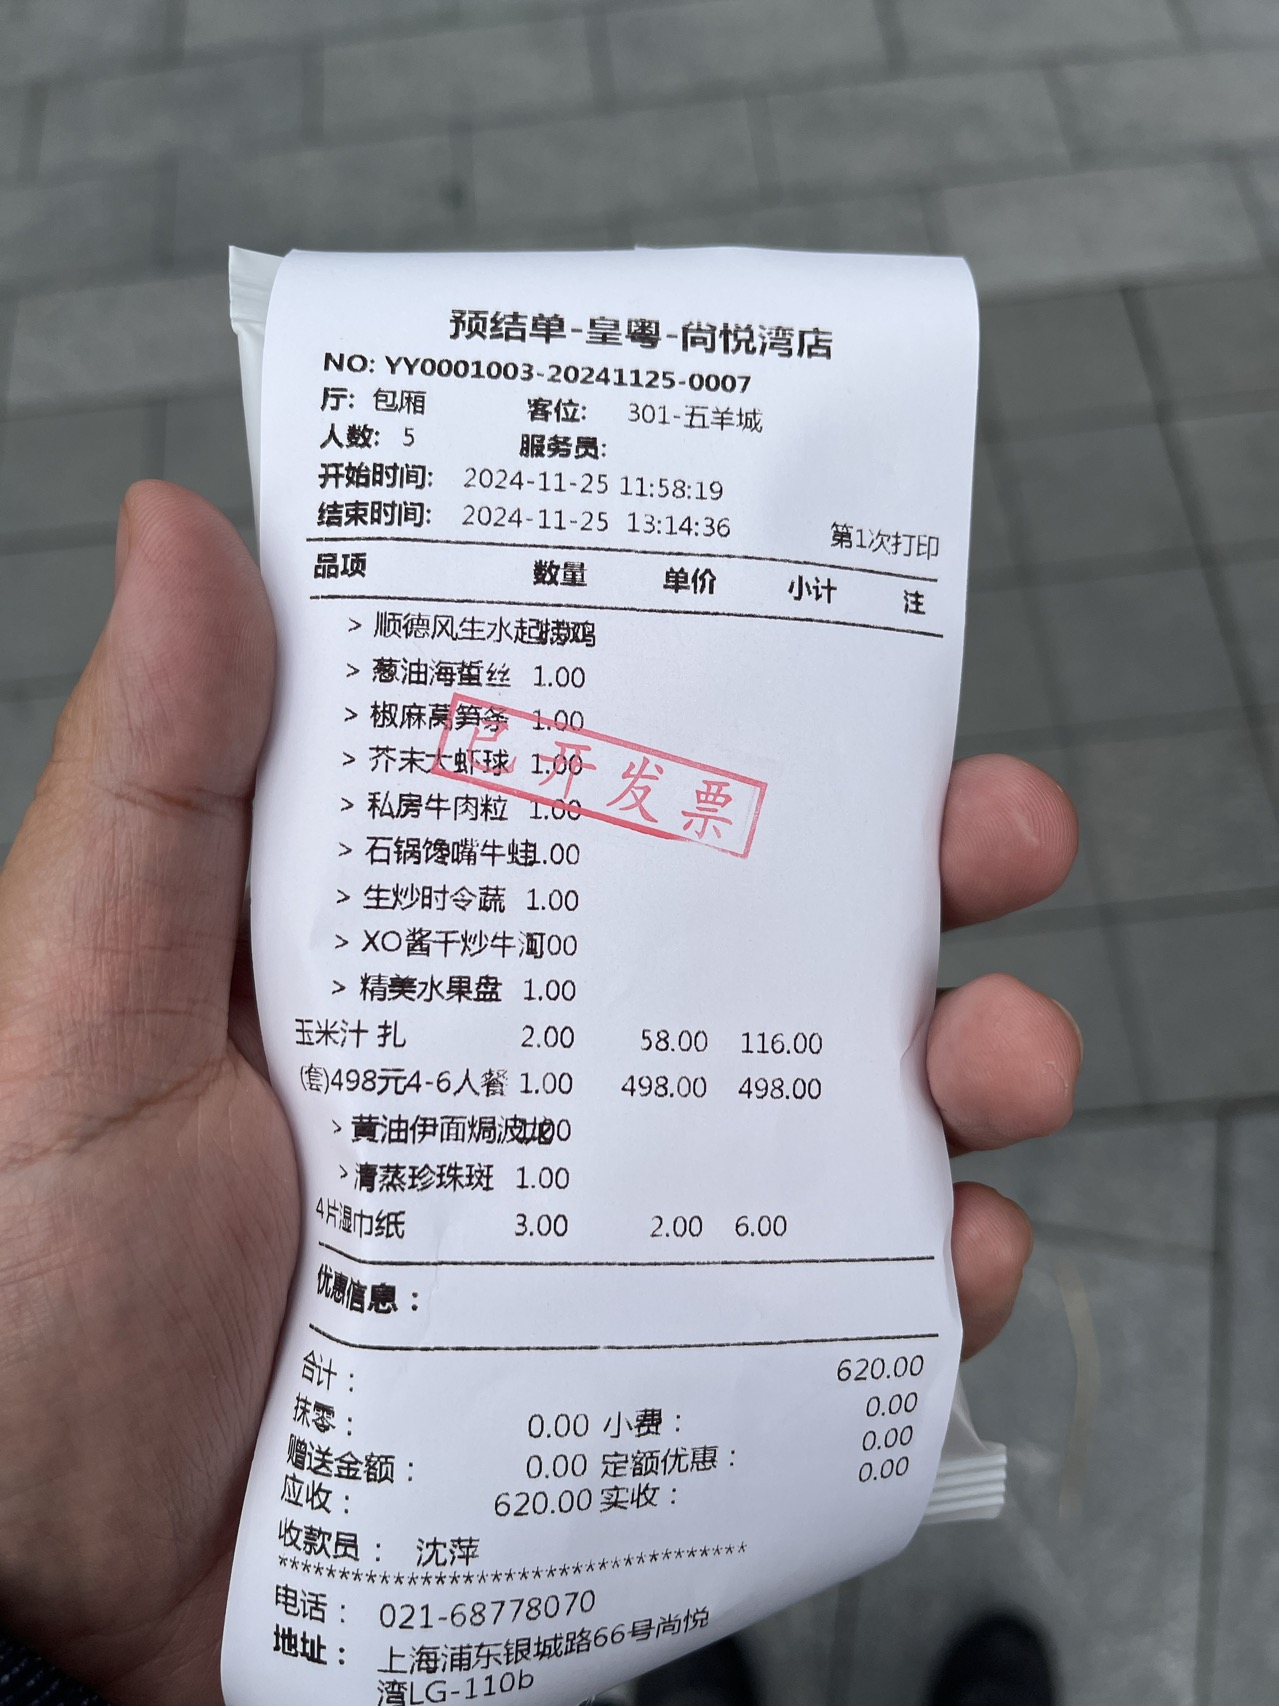 预结单-皇粤-尚悦湾店
NO: YY0001003-20241125-0007
厅: 包厢 客位: 301-五羊城
人数: 5 服务员:
开始时间: 2024-11-25 11:58:19
结束时间: 2024-11-25 13:14:36 第1次打印
品项 数量 单价 小计 注
> 顺德风生水起
> 葱油海蜇丝 1.00
> 椒麻莴笋条 1.00
> 芥末大虾球 1.00
已开发票
> 私房牛肉粒 1.00
> 石锅馋嘴牛蛙1.00
> 生炒时令蔬 1.00
> XO酱干炒牛河 00
> 精美水果盘 1.00
玉米汁 扎 2.00 58.00 116.00
(套)498元4-6人餐 1.00 498.00 498.00
> 黄油伊面焗波龙 00
> 清蒸珍珠斑 1.00
4片湿巾纸 3.00 2.00 6.00
优惠信息：
合计： 620.00
抹零： 0.00 小费： 0.00
赠送金额： 0.00 定额优惠： 0.00
应收： 620.00 实收： 0.00
收款员： 沈萍
**************************************
电话： 021-68778070
地址： 上海浦东银城路66号尚悦
湾LG-110b